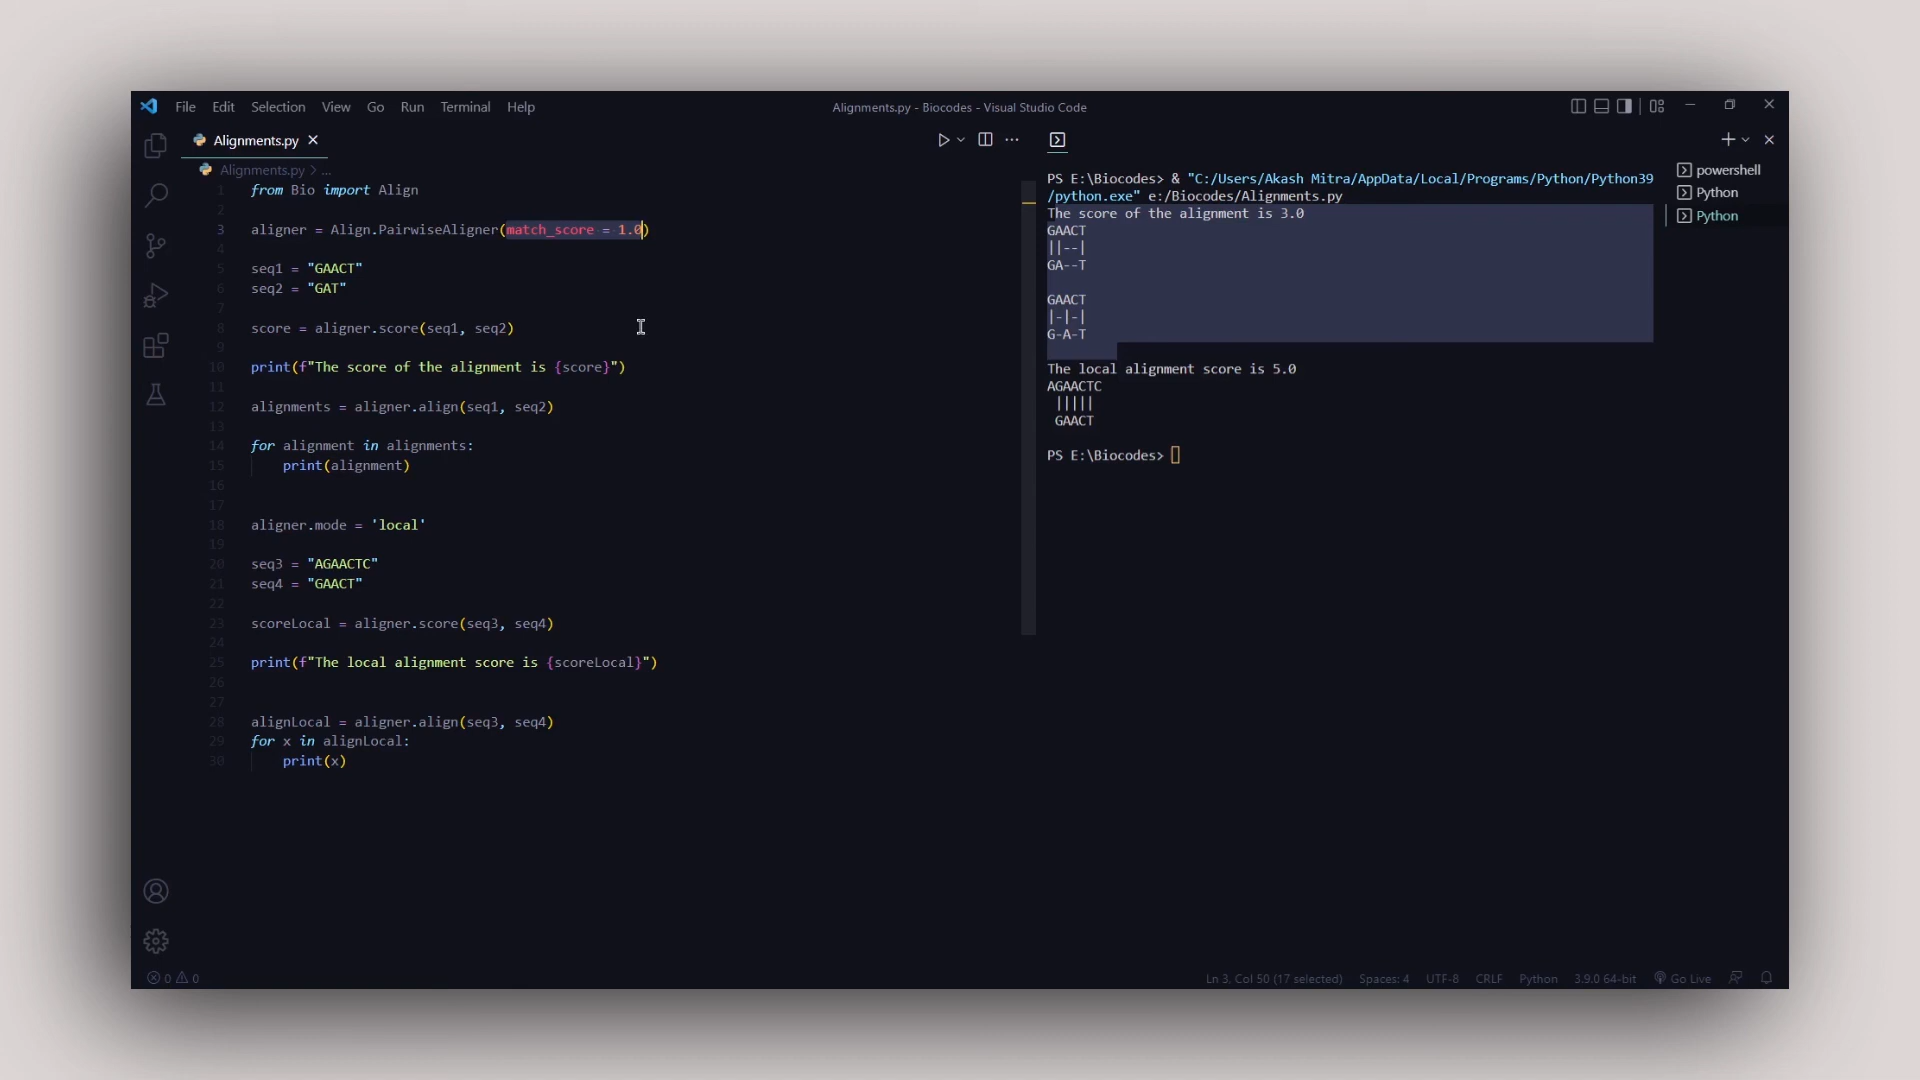 File Edit Selection View Go Run Terminal Help
Alignments.py - Biocodes - Visual Studio Code
Alignments.py
Alignments.py > ...
1 from Bio import Align
2
3 aligner = Align.PairwiseAligner(match_score = 1.0)
4
5 seq1 = "GAACT"
6 seq2 = "GAT"
7
8 score = aligner.score(seq1, seq2)
9
10 print(f"The score of the alignment is {score}")
11
12 alignments = aligner.align(seq1, seq2)
13
14 for alignment in alignments:
15 print(alignment)
16
17
18 aligner.mode = 'local'
19
20 seq3 = "AGAACTC"
21 seq4 = "GAACT"
22
23 scoreLocal = aligner.score(seq3, seq4)
24
25 print(f"The local alignment score is {scoreLocal}")
26
27
28 alignLocal = aligner.align(seq3, seq4)
29 for x in alignLocal:
30 print(x)
PS E:\Biocodes> & "C:/Users/Akash Mitra/AppData/Local/Programs/Python/Python39
/python.exe" e:/Biocodes/Alignments.py
The score of the alignment is 3.0
GAACT
||--|
GA--T
GAACT
|-|-|
G-A-T
The local alignment score is 5.0
AGAACTC
 |||||
 GAACT
PS E:\Biocodes>
powershell
Python
Python
0 0
Ln 3, Col 50 (17 selected) Spaces: 4 UTF-8 CRLF Python 3.9.0 64-bit Go Live